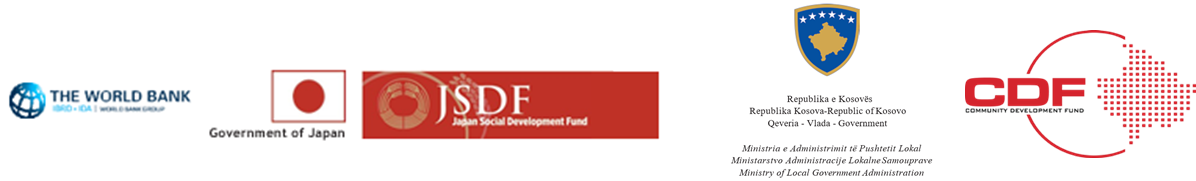 THE WORLD BANK
IBRD • IDA | WORLD BANK GROUP
Government of Japan
JSDF
Japan Social Development Fund
Republika e Kosovës
Republika Kosova-Republic of Kosovo
Qeveria - Vlada - Government
Ministria e Administrimit të Pushtetit Lokal
Ministarstvo Administracije Lokalne Samouprave
Ministry of Local Government Administration
CDF
COMMUNITY DEVELOPMENT FUND